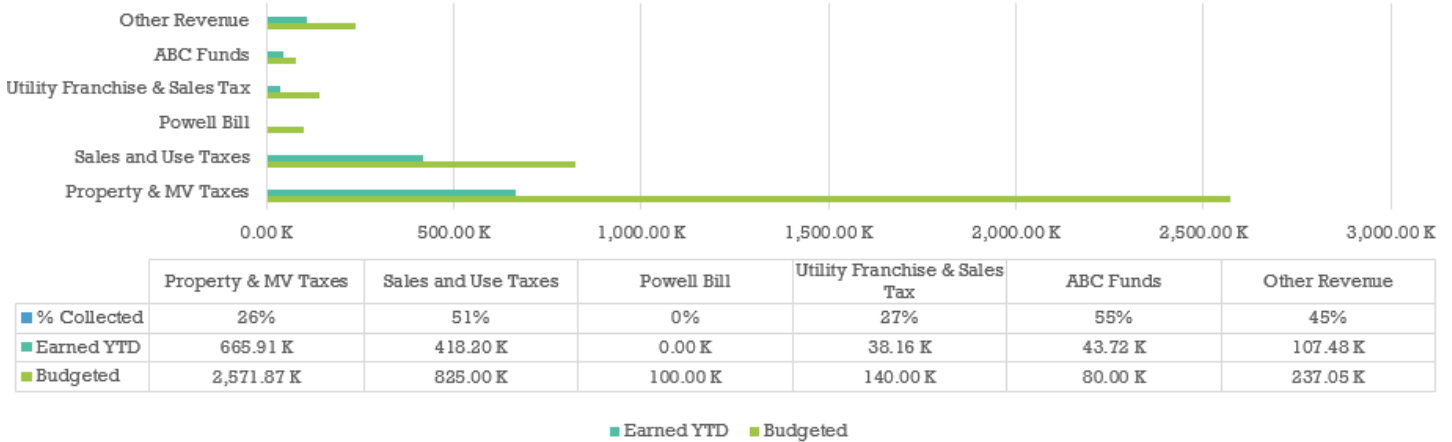 Other Revenue
ABC Funds
Utility Franchise & Sales Tax
Powell Bill
Sales and Use Taxes
Property & MV Taxes
0.00 K 500.00 K 1,000.00 K 1,500.00 K 2,000.00 K 2,500.00 K 3,000.00 K
Property & MV Taxes Sales and Use Taxes Powell Bill Utility Franchise & Sales Tax ABC Funds Other Revenue
% Collected 26% 51% 0% 27% 55% 45%
Earned YTD 665.91 K 418.20 K 0.00 K 38.16 K 43.72 K 107.48 K
Budgeted 2,571.87 K 825.00 K 100.00 K 140.00 K 80.00 K 237.05 K
Earned YTD Budgeted